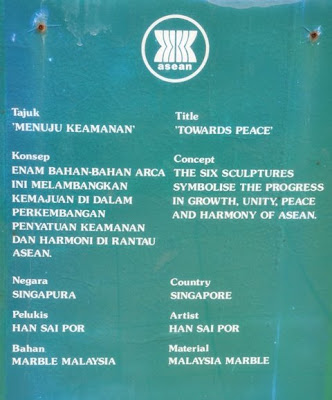 asean
Tajuk
'MENUJU KEAMANAN'
Konsep
ENAM BAHAN-BAHAN ARCA
INI MELAMBANGKAN
KEMAJUAN DI DALAM
PERKEMBANGAN
PENYATUAN KEAMANAN
DAN HARMONI DI RANTAU
ASEAN.
Negara
SINGAPURA
Pelukis
HAN SAI POR
Bahan
MARBLE MALAYSIA
Title
'TOWARDS PEACE'
Concept
THE SIX SCULPTURES
SYMBOLISE THE PROGRESS
IN GROWTH, UNITY, PEACE
AND HARMONY OF ASEAN.
Country
SINGAPORE
Artist
HAN SAI POR
Material
MALAYSIA MARBLE